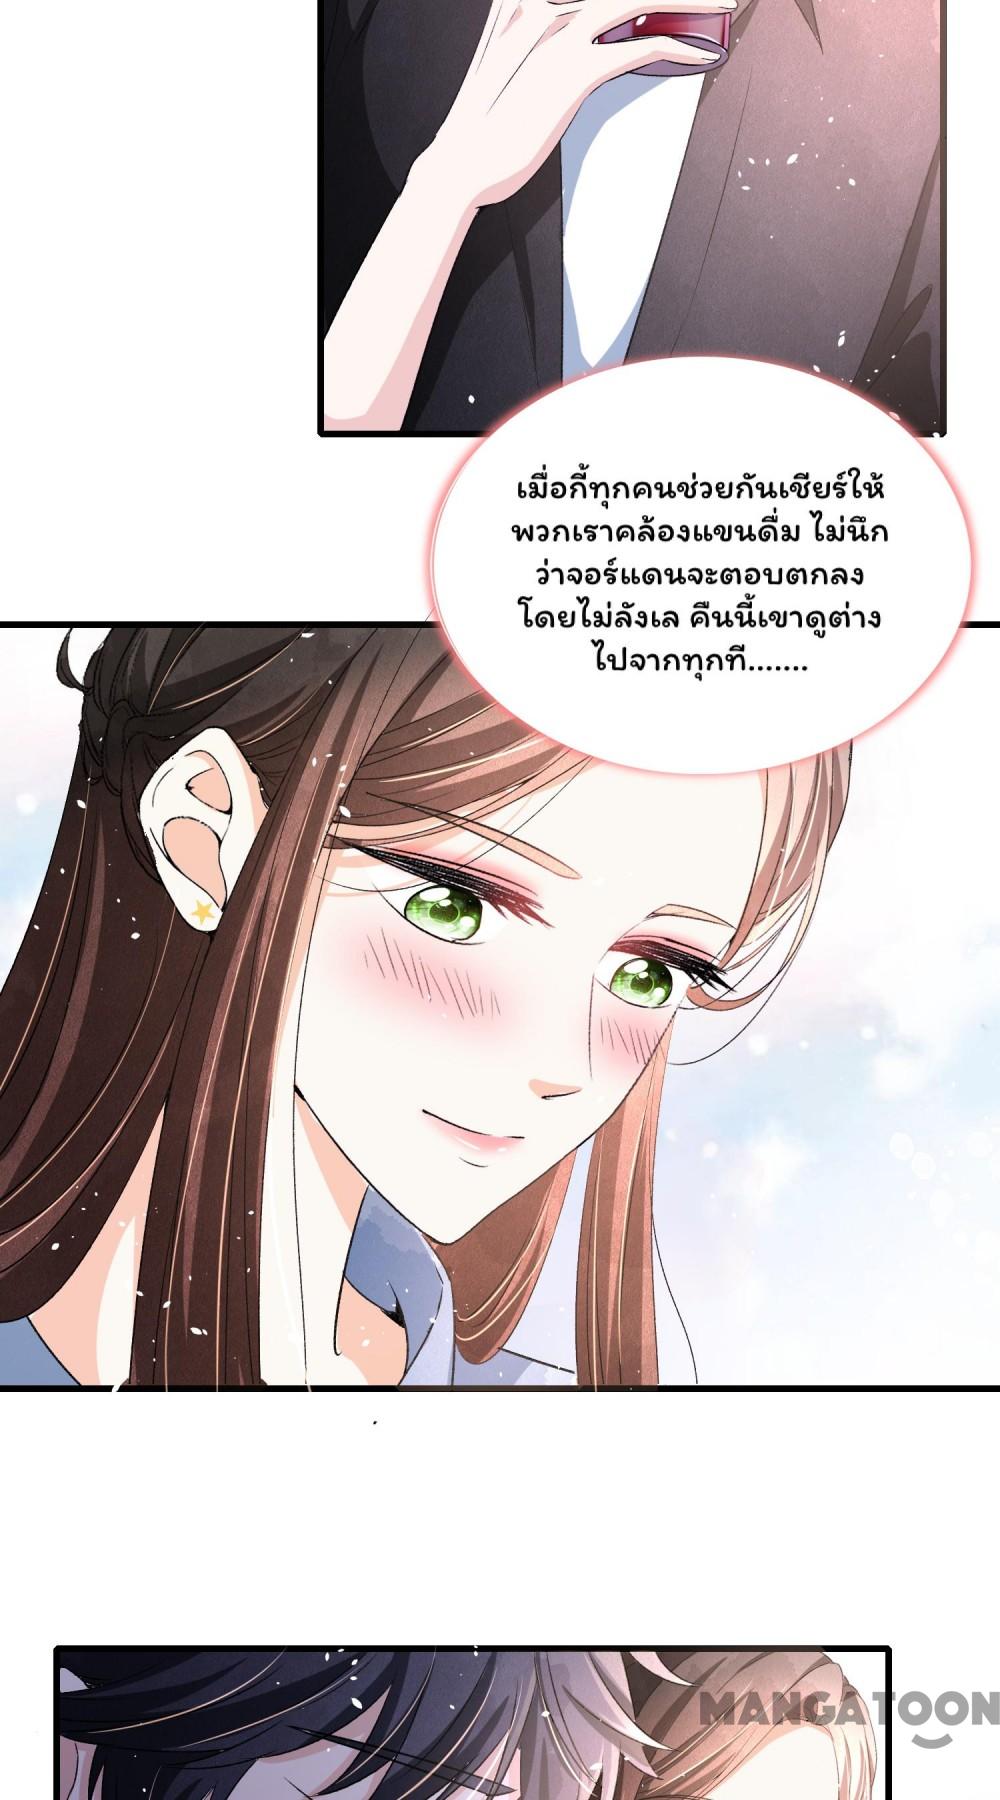 เมื่อกี้ทุกคนช่วยกันเชียร์ให้
พวกเราคล้องแขนดื่ม ไม่นึก
ว่าจอร์แดนจะตอบตกลง
โดยไม่ลังเล คืนนี้เขาดูต่าง
ไปจากทุกที.......
MANGATOON